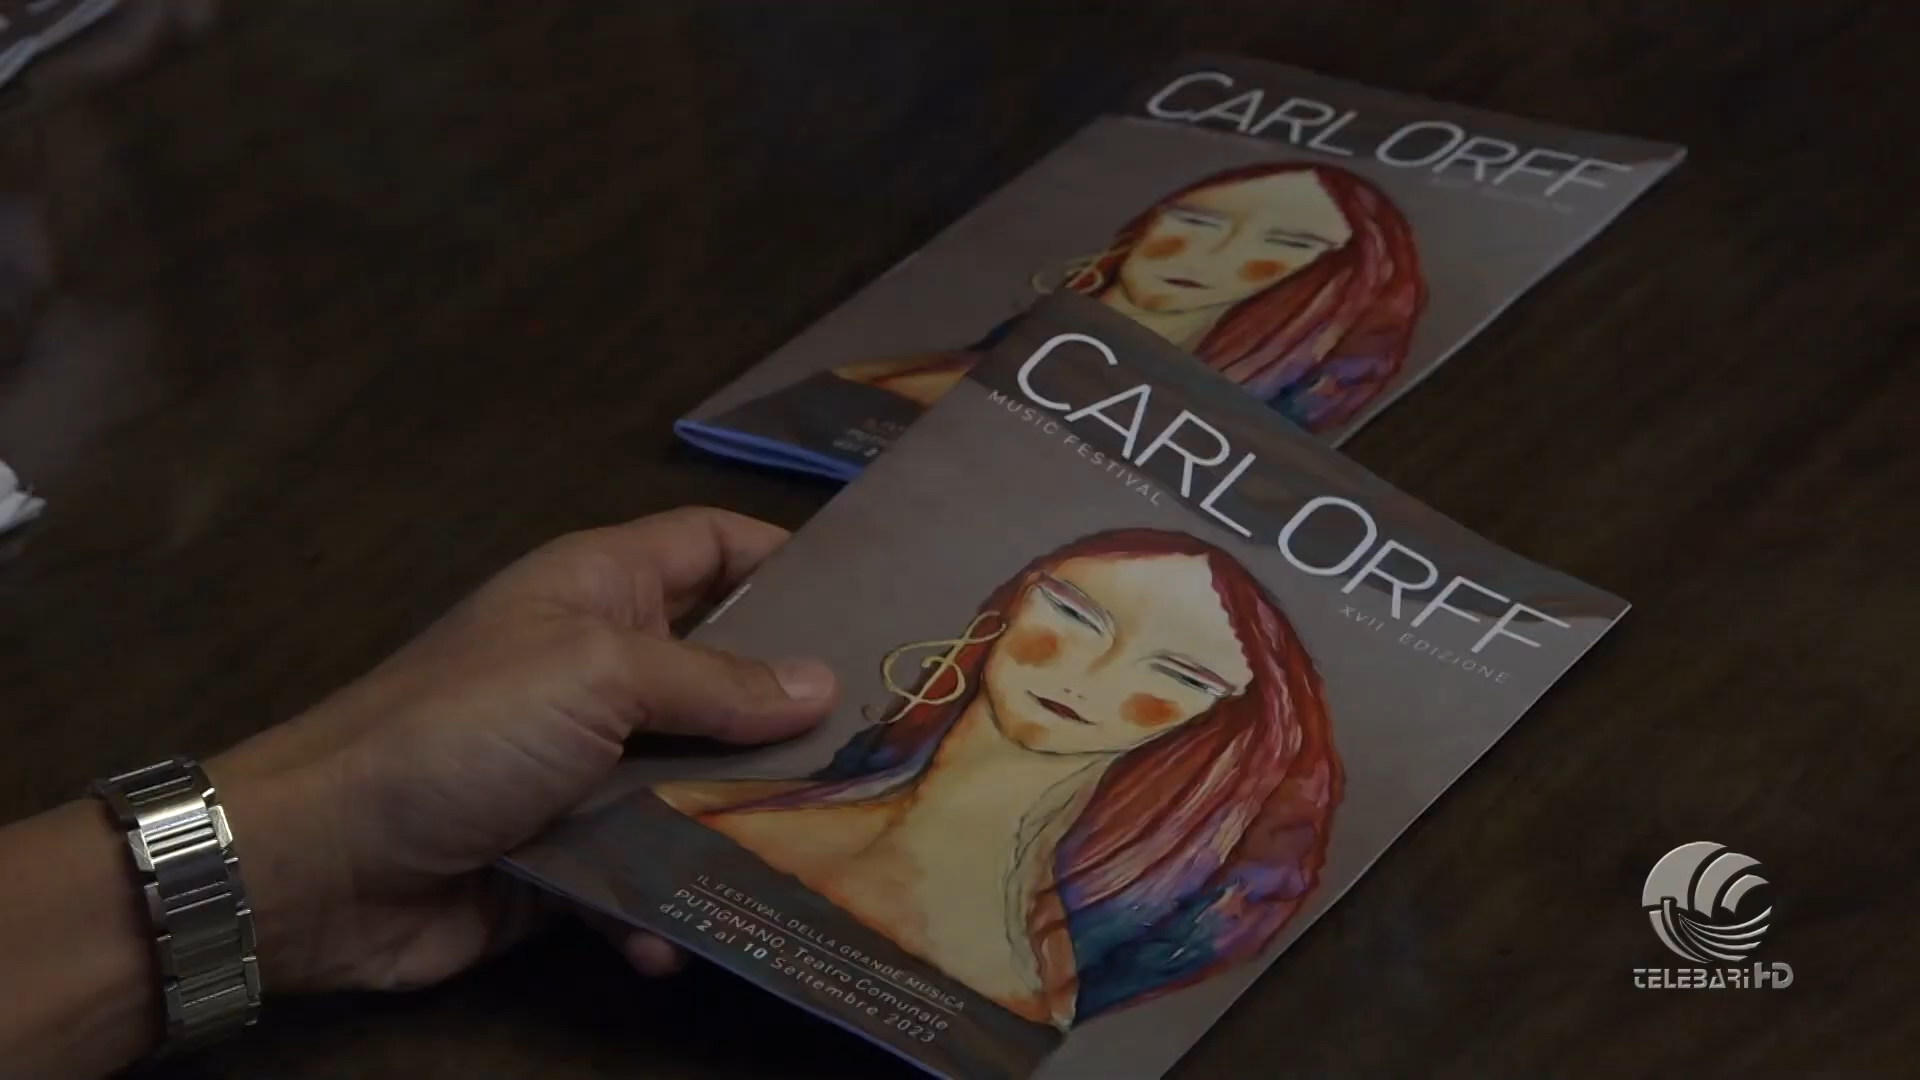 CARL ORFF
CARL ORFF
MUSIC FESTIVAL
XVII EDIZIONE
IL FESTIVAL DELLA GRANDE MUSICA
PUTIGNANO, Teatro Comunale
dal 2 al 10 Settembre 2023
TELEBARI HD